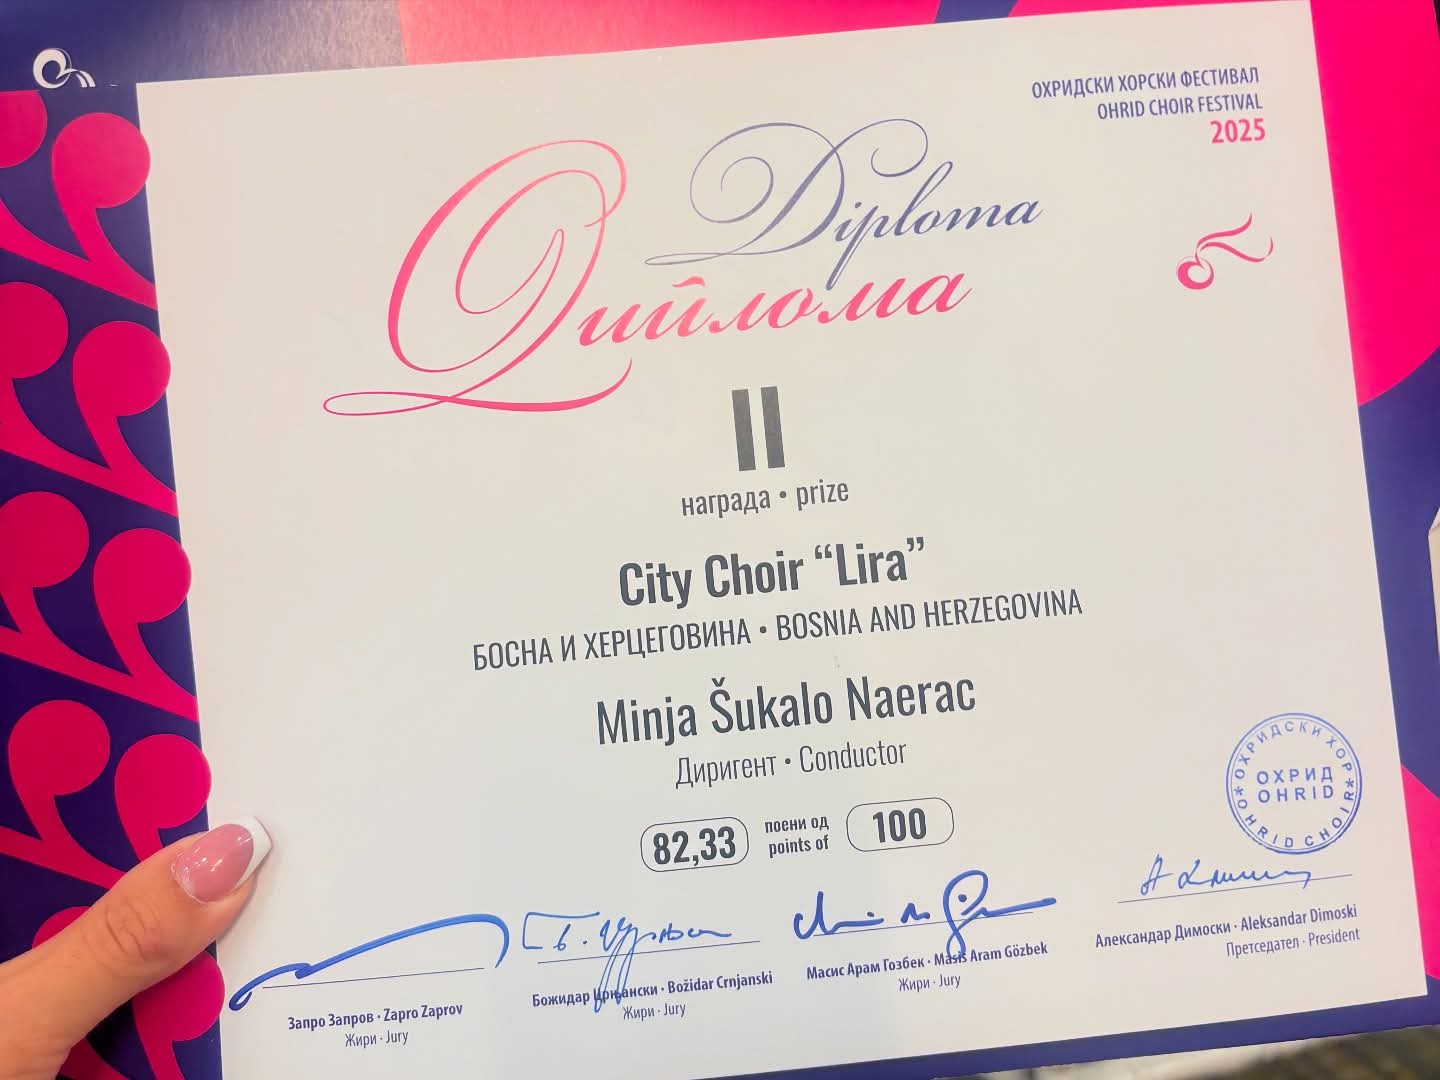 ОХРИДСКИ ХОРСКИ ФЕСТИВАЛ
OHRID CHOIR FESTIVAL
2025
Diploma
Диплома
II
награда • prize
City Choir “Lira”
БОСНА И ХЕРЦЕГОВИНА • BOSNIA AND HERZEGOVINA
Minja Šukalo Naerac
Диригент • Conductor
82,33 поени од 100
points of
ОХРИДСКИ ХОР
ОХРИД
OHRID
OHRID CHOIR
Запро Запров · Zapro Zaprov
Жири · Jury
Божидар Црњански · Božidar Crnjanski
Жири · Jury
Масис Арам Гозбек · Masis Aram Gözbek
Жири · Jury
Александар Димоски · Aleksandar Dimoski
Претседател · President